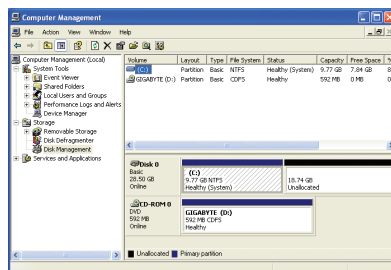 Computer Management
File Action View Window Help
Computer Management (Local)
System Tools
Event Viewer
Shared Folders
Local Users and Groups
Performance Logs and Alerts
Device Manager
Storage
Removable Storage
Disk Defragmenter
Disk Management
Services and Applications
Volume Layout Type File System Status Capacity Free Space %
(C:) Partition Basic NTFS Healthy (System) 9.77 GB 7.84 GB 8
GIGABYTE (D:) Partition Basic CDFS Healthy 592 MB 0 MB 0
Disk 0
Basic
28.50 GB
Online
(C:)
9.77 GB NTFS
Healthy (System)
18.74 GB
Unallocated
CD-ROM 0
DVD
592 MB
Online
GIGABYTE (D:)
592 MB CDFS
Healthy
Unallocated Primary partition